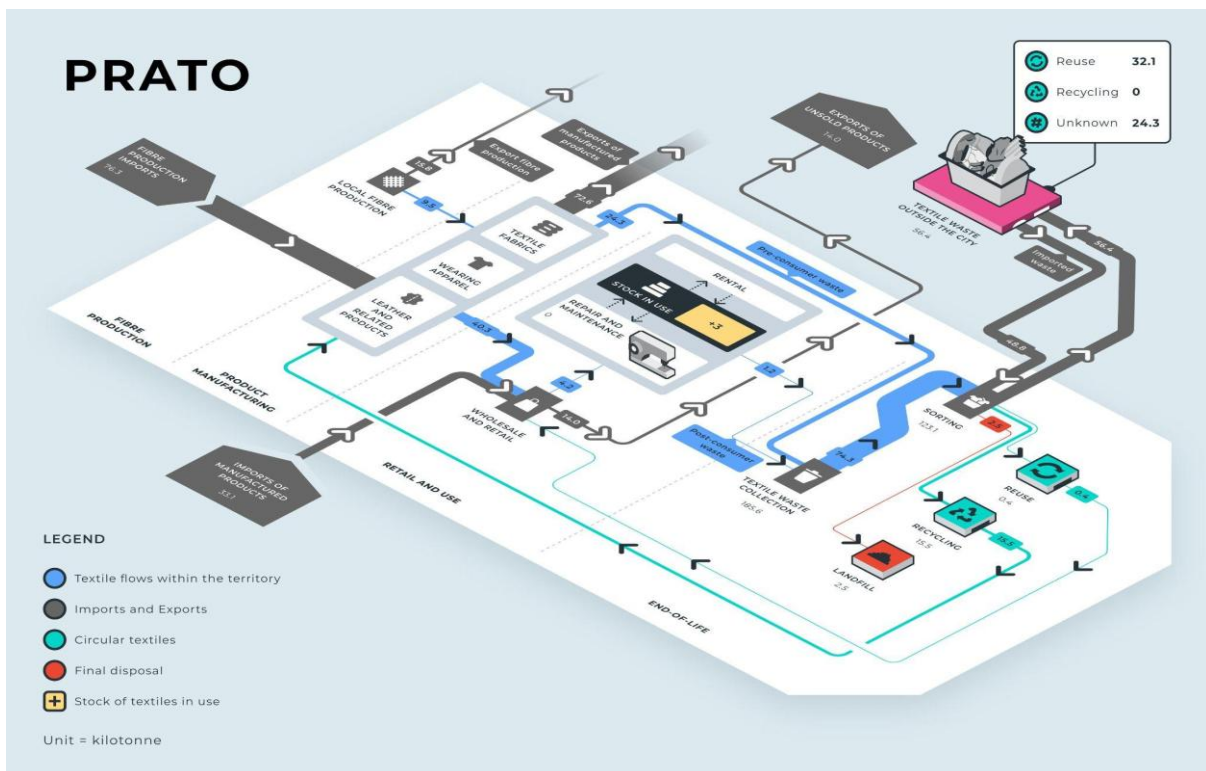 PRATO
Reuse 32.1
Recycling 0
Unknown 24.3
EXPORTS OF
UNSOLD PRODUCTS
14.0
FIBRE
PRODUCTION
IMPORTS
76.3
15.8
Export fibre
production
Exports of
manufactured
products
LOCAL FIBRE
PRODUCTION
9.5
72.6
TEXTILE
FABRICS
WEARING
APPAREL
LEATHER
AND
RELATED
PRODUCTS
24.3
Pre-consumer waste
RENTAL
STOCK IN USE
+3
REPAIR AND
MAINTENANCE
0
TEXTILE WASTE
OUTSIDE THE CITY
56.4
Imported
waste
56.4
48.8
FIBRE
PRODUCTION
PRODUCT
MANUFACTURING
40.3
4.2
1.2
WHOLESALE
AND RETAIL
14.0
IMPORTS OF
MANUFACTURED
PRODUCTS
33.1
RETAIL AND USE
Post-consumer
waste
TEXTILE WASTE
COLLECTION
185.6
74.3
SORTING
123.1
2.5
REUSE
0.4
0.4
RECYCLING
15.5
15.5
LANDFILL
2.5
END-OF-LIFE
LEGEND
Textile flows within the territory
Imports and Exports
Circular textiles
Final disposal
Stock of textiles in use
Unit = kilotonne